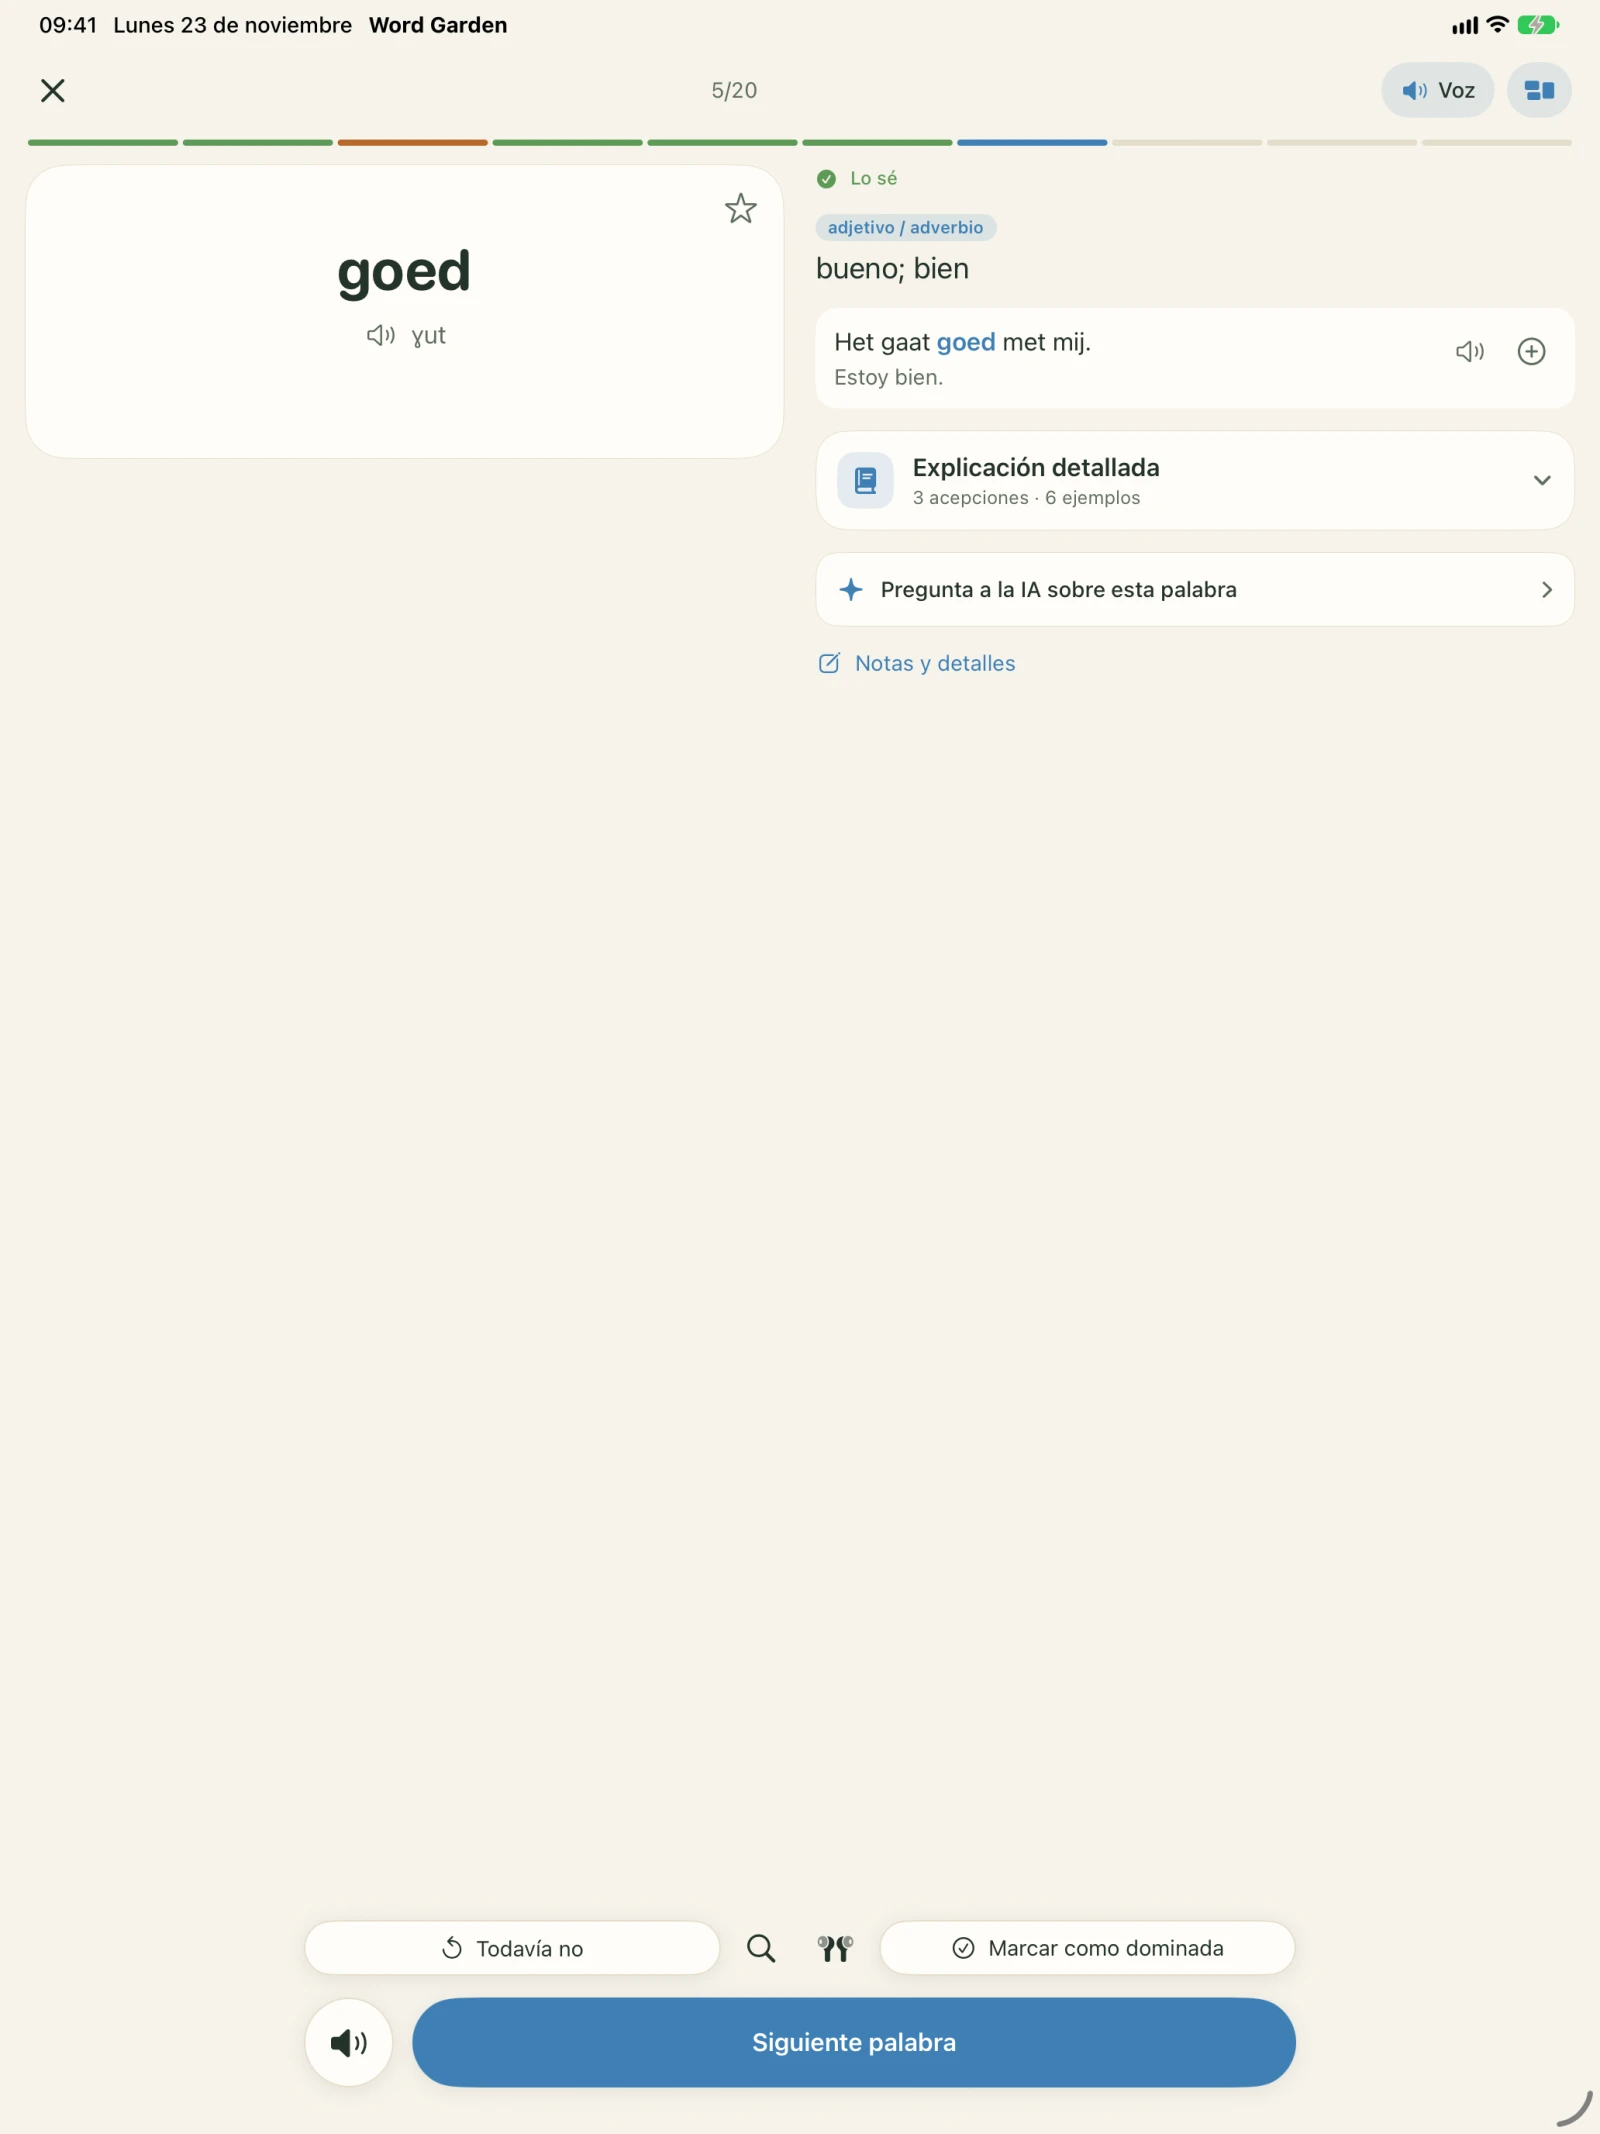 09:41 Lunes 23 de noviembre Word Garden
5/20
Voz
goed
ɣut
Lo sé
adjetivo / adverbio
bueno; bien
Het gaat goed met mij.
Estoy bien.
Explicación detallada
3 acepciones · 6 ejemplos
Pregunta a la IA sobre esta palabra
Notas y detalles
Todavía no
Marcar como dominada
Siguiente palabra